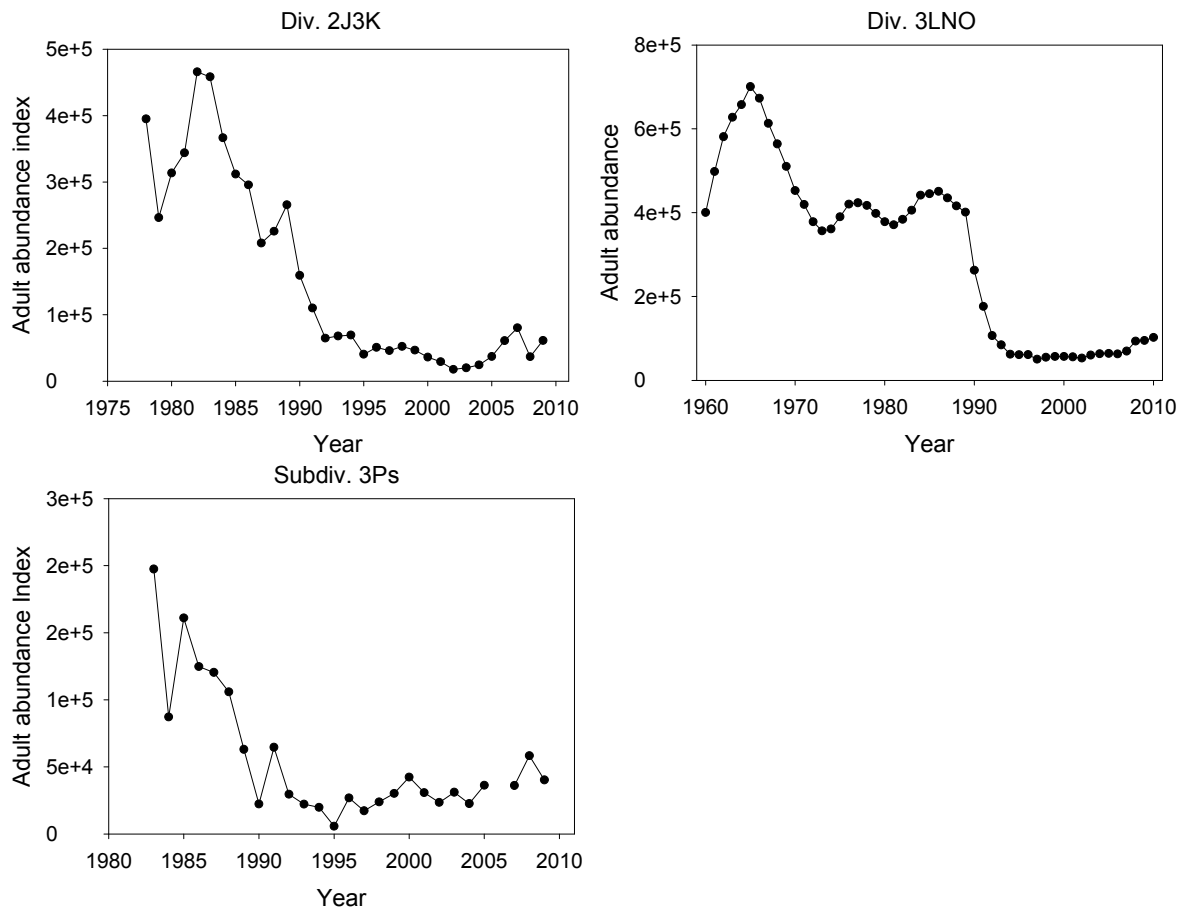 Div. 2J3K
5e+5
4e+5
3e+5
2e+5
1e+5
0
Adult abundance index
1975 1980 1985 1990 1995 2000 2005 2010
Year
Div. 3LNO
8e+5
6e+5
4e+5
2e+5
0
Adult abundance
1960 1970 1980 1990 2000 2010
Year
Subdiv. 3Ps
3e+5
2e+5
2e+5
1e+5
5e+4
0
Adult abundance Index
1980 1985 1990 1995 2000 2005 2010
Year